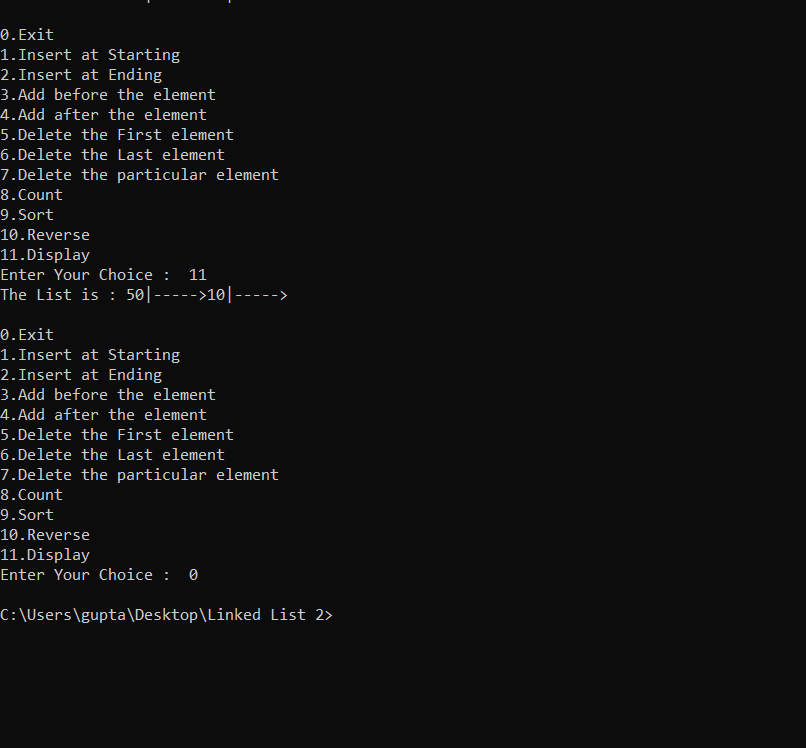 0.Exit
1.Insert at Starting
2.Insert at Ending
3.Add before the element
4.Add after the element
5.Delete the First element
6.Delete the Last element
7.Delete the particular element
8.Count
9.Sort
10.Reverse
11.Display
Enter Your Choice :  11
The List is : 50|----->10|----->
0.Exit
1.Insert at Starting
2.Insert at Ending
3.Add before the element
4.Add after the element
5.Delete the First element
6.Delete the Last element
7.Delete the particular element
8.Count
9.Sort
10.Reverse
11.Display
Enter Your Choice :  0
C:\Users\gupta\Desktop\Linked List 2>